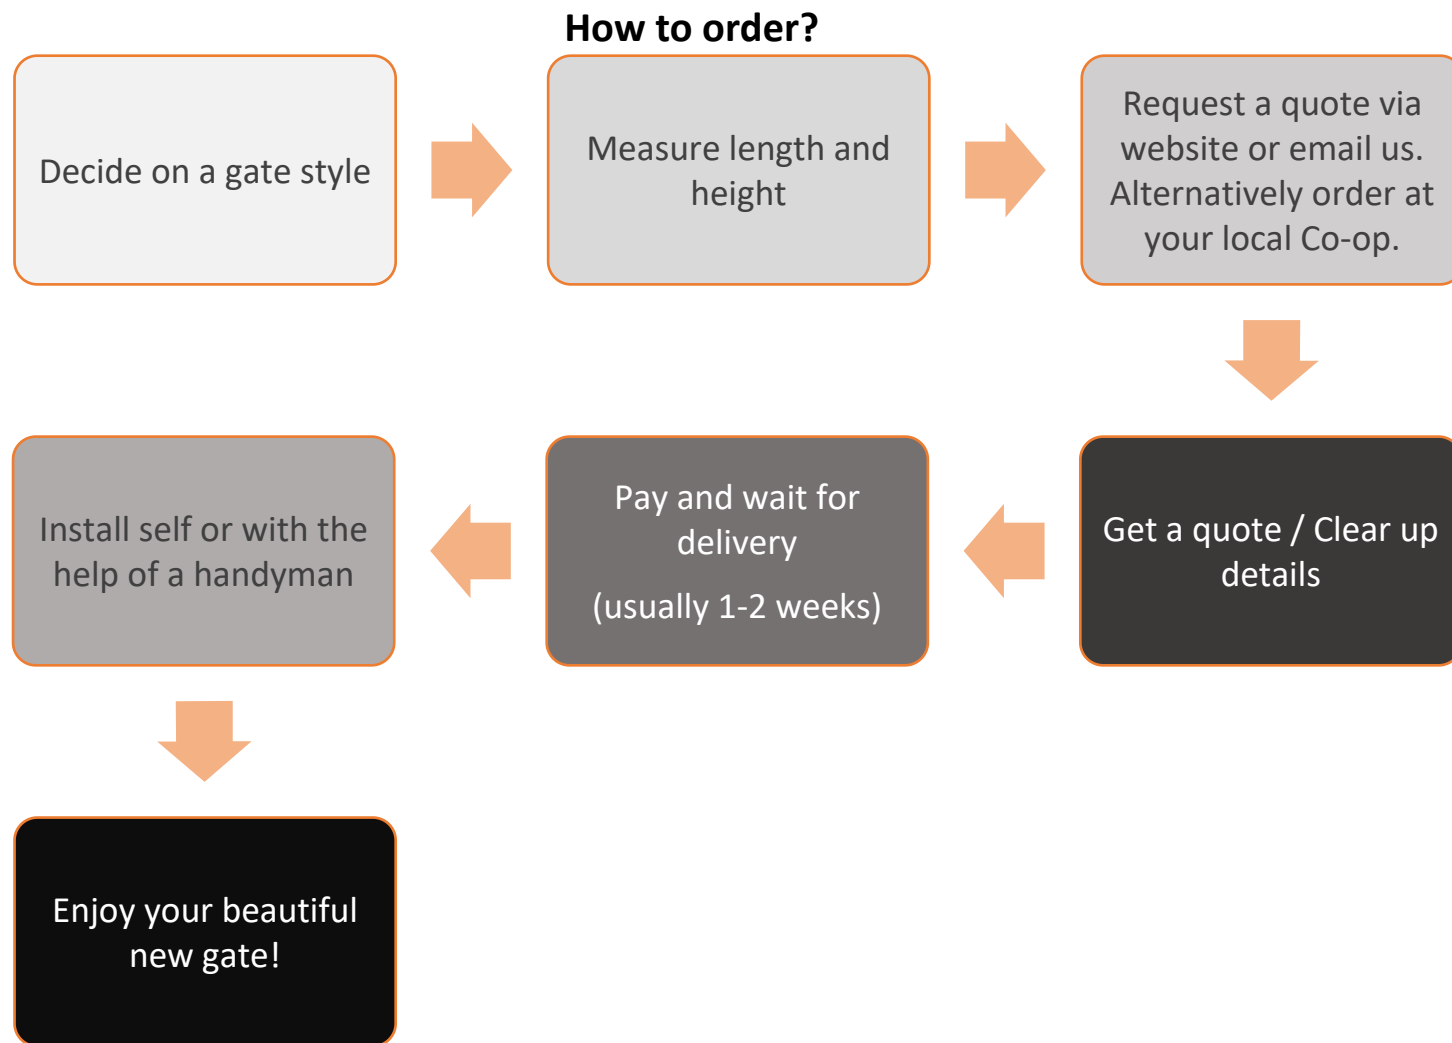 How to order?
Decide on a gate style
Measure length and
height
Request a quote via
website or email us.
Alternatively order at
your local Co-op.
Get a quote / Clear up
details
Pay and wait for
delivery
(usually 1-2 weeks)
Install self or with the
help of a handyman
Enjoy your beautiful
new gate!